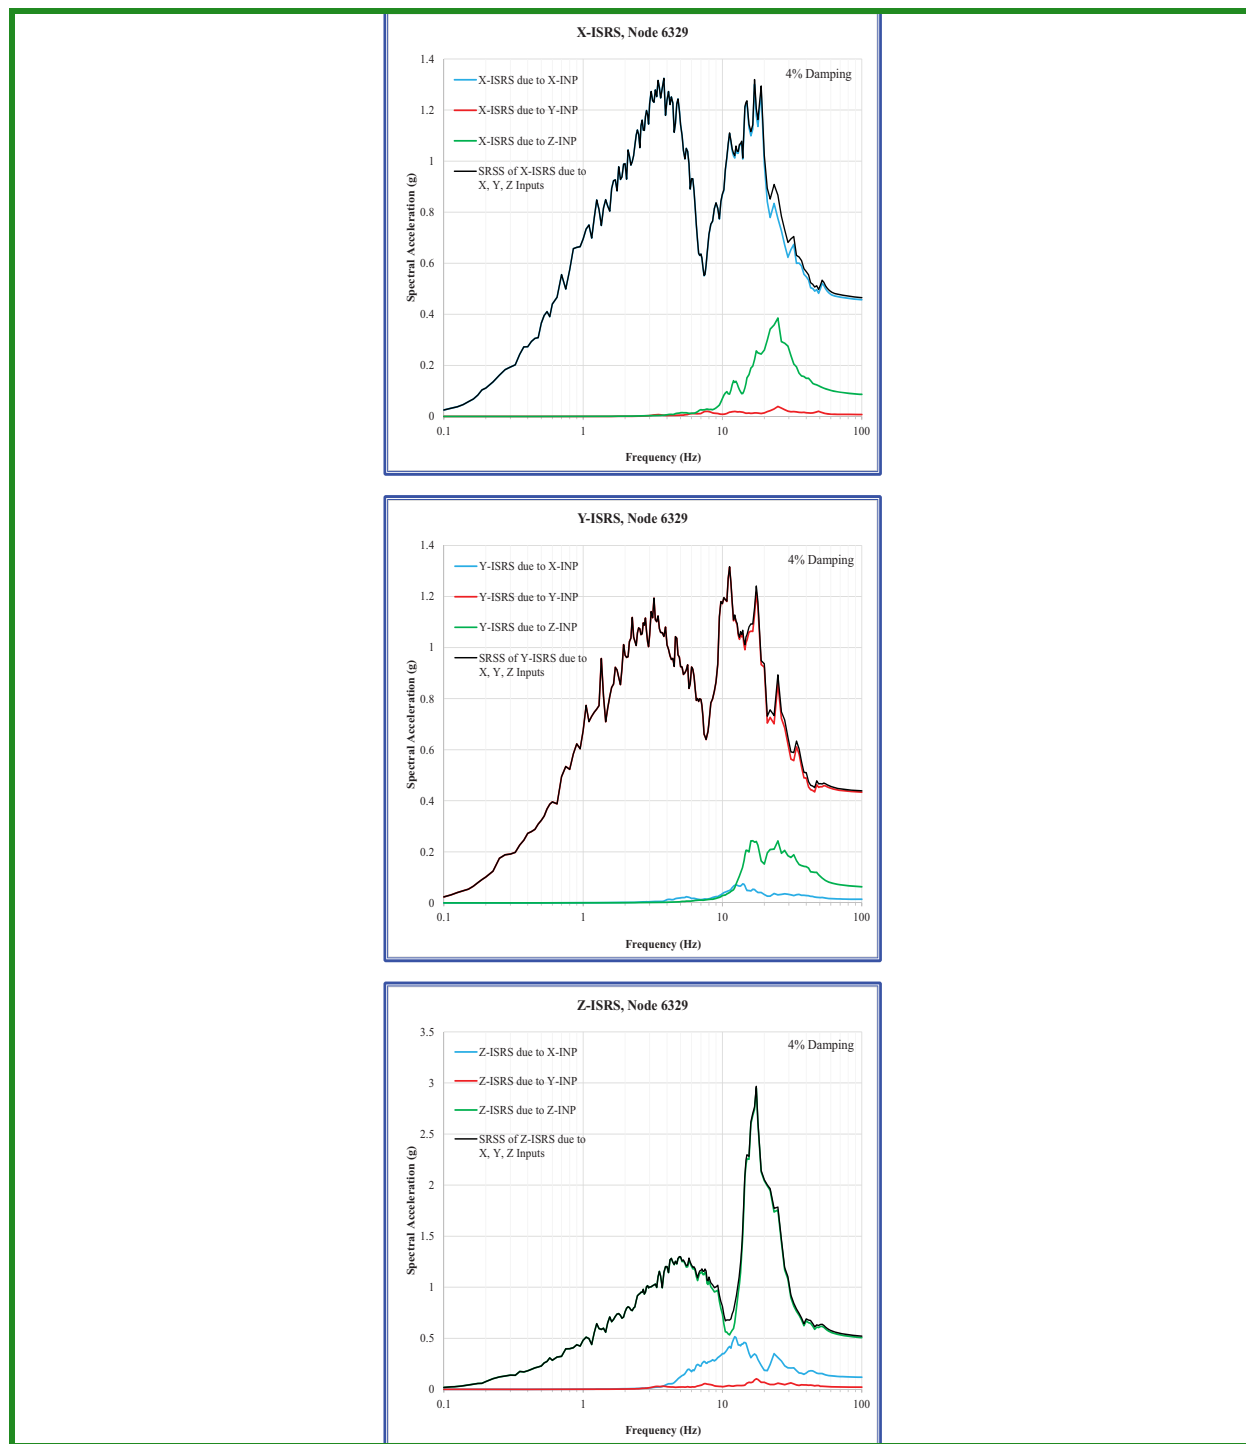 X-ISRS, Node 6329
4% Damping
X-ISRS due to X-INP
X-ISRS due to Y-INP
X-ISRS due to Z-INP
SRSS of X-ISRS due to
X, Y, Z Inputs
Spectral Acceleration (g)
1.4
1.2
1
0.8
0.6
0.4
0.2
0
0.1 1 10 100
Frequency (Hz)
Y-ISRS, Node 6329
4% Damping
Y-ISRS due to X-INP
Y-ISRS due to Y-INP
Y-ISRS due to Z-INP
SRSS of Y-ISRS due to
X, Y, Z Inputs
Spectral Acceleration (g)
1.4
1.2
1
0.8
0.6
0.4
0.2
0
0.1 1 10 100
Frequency (Hz)
Z-ISRS, Node 6329
4% Damping
Z-ISRS due to X-INP
Z-ISRS due to Y-INP
Z-ISRS due to Z-INP
SRSS of Z-ISRS due to
X, Y, Z Inputs
Spectral Acceleration (g)
3.5
3
2.5
2
1.5
1
0.5
0
0.1 1 10 100
Frequency (Hz)